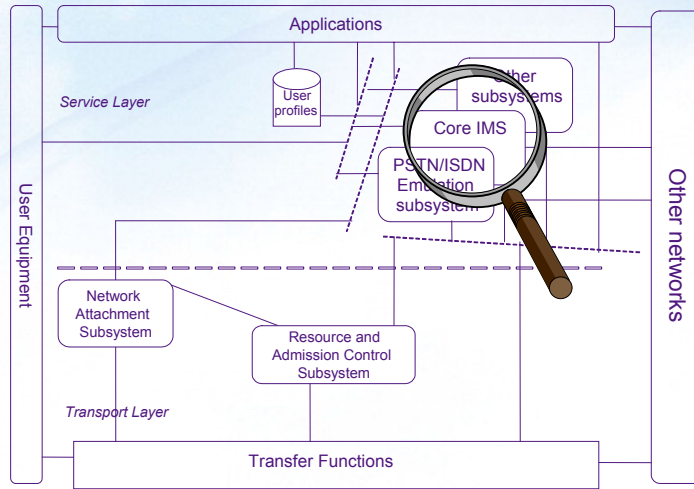 Applications
Service Layer
User
profiles
Other
subsystems
Core IMS
PSTN/ISDN
Emulation
subsystem
User Equipment
Other networks
Network
Attachment
Subsystem
Resource and
Admission Control
Subsystem
Transport Layer
Transfer Functions